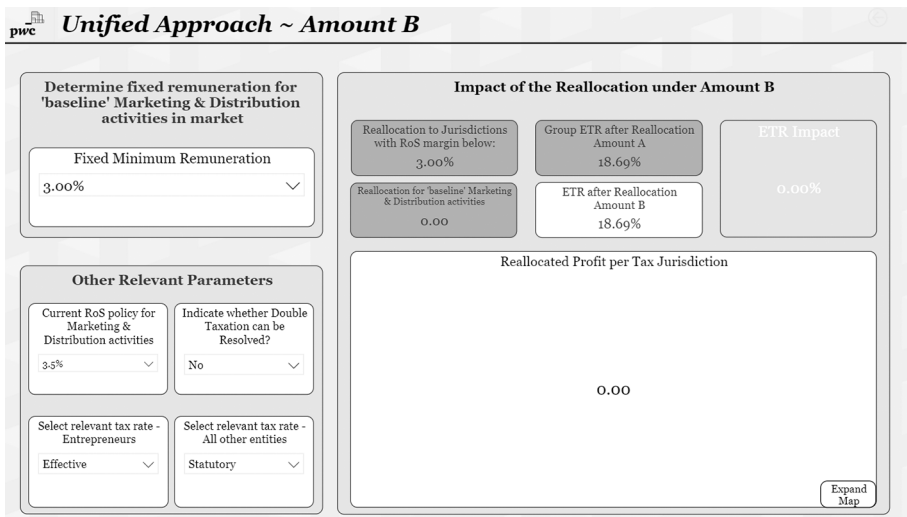 pwc
Unified Approach ~ Amount B
Determine fixed remuneration for
'baseline' Marketing & Distribution
activities in market
Fixed Minimum Remuneration
3.00%
Other Relevant Parameters
Current RoS policy for
Marketing &
Distribution activities
3.5%
Indicate whether Double
Taxation can be
Resolved?
No
Select relevant tax rate -
Entrepreneurs
Effective
Select relevant tax rate -
All other entities
Statutory
Impact of the Reallocation under Amount B
Reallocation to Jurisdictions
with RoS margin below:
3.00%
Group ETR after Reallocation
Amount A
18.69%
ETR Impact
0.00%
Reallocation for 'baseline' Marketing
& Distribution activities
0.00
ETR after Reallocation
Amount B
18.69%
Reallocated Profit per Tax Jurisdiction
0.00
Expand
Map